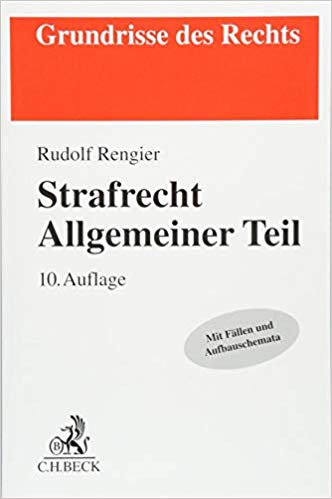 Grundrisse des Rechts
Rudolf Rengier
Strafrecht
Allgemeiner Teil
10. Auflage
Mit Fällen und
Aufbauschemata
B
C.H.BECK